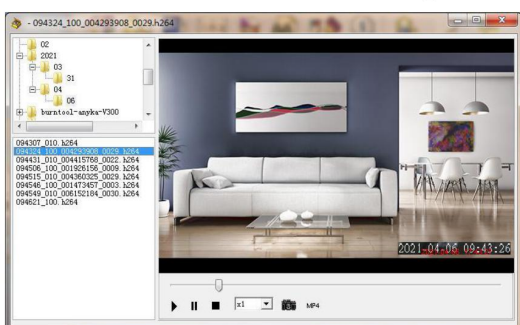 - 094324_100_004293908_0029.h264
02
2021
03
31
04
06
burntool-anyka-V300
094307_010.h264
094324_100_004293908_0029.h264
094431_010_004415768_0022.h264
094506_100_001926156_0009.h264
094515_010_004360325_0029.h264
094546_100_001473457_0003.h264
094549_010_006152184_0030.h264
094621_100.h264
2021-04-06 09:43:26
x1
MP4